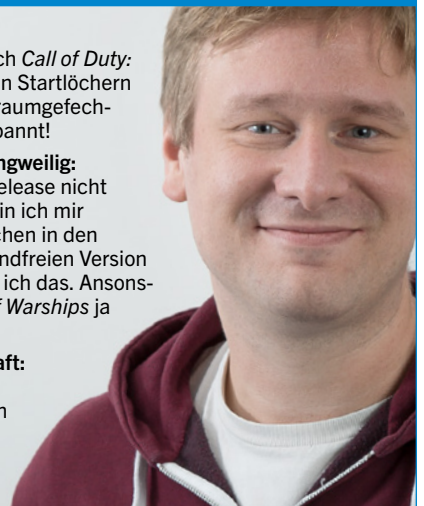 ch Call of Duty:
n Startlöchern
raumgefech-
pannt!
ngweilig:
elease nicht
in ich mir
chen in den
ndfreien Version
ich das. Ansons-
f Warships ja
aft:
n